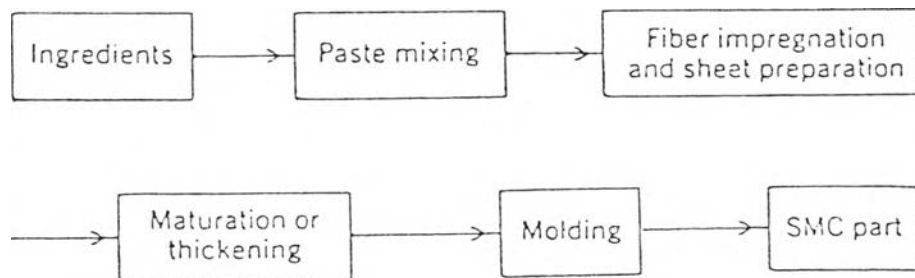 Ingredients
Paste mixing
Fiber impregnation
and sheet preparation
Maturation or
thickening
Molding
SMC part